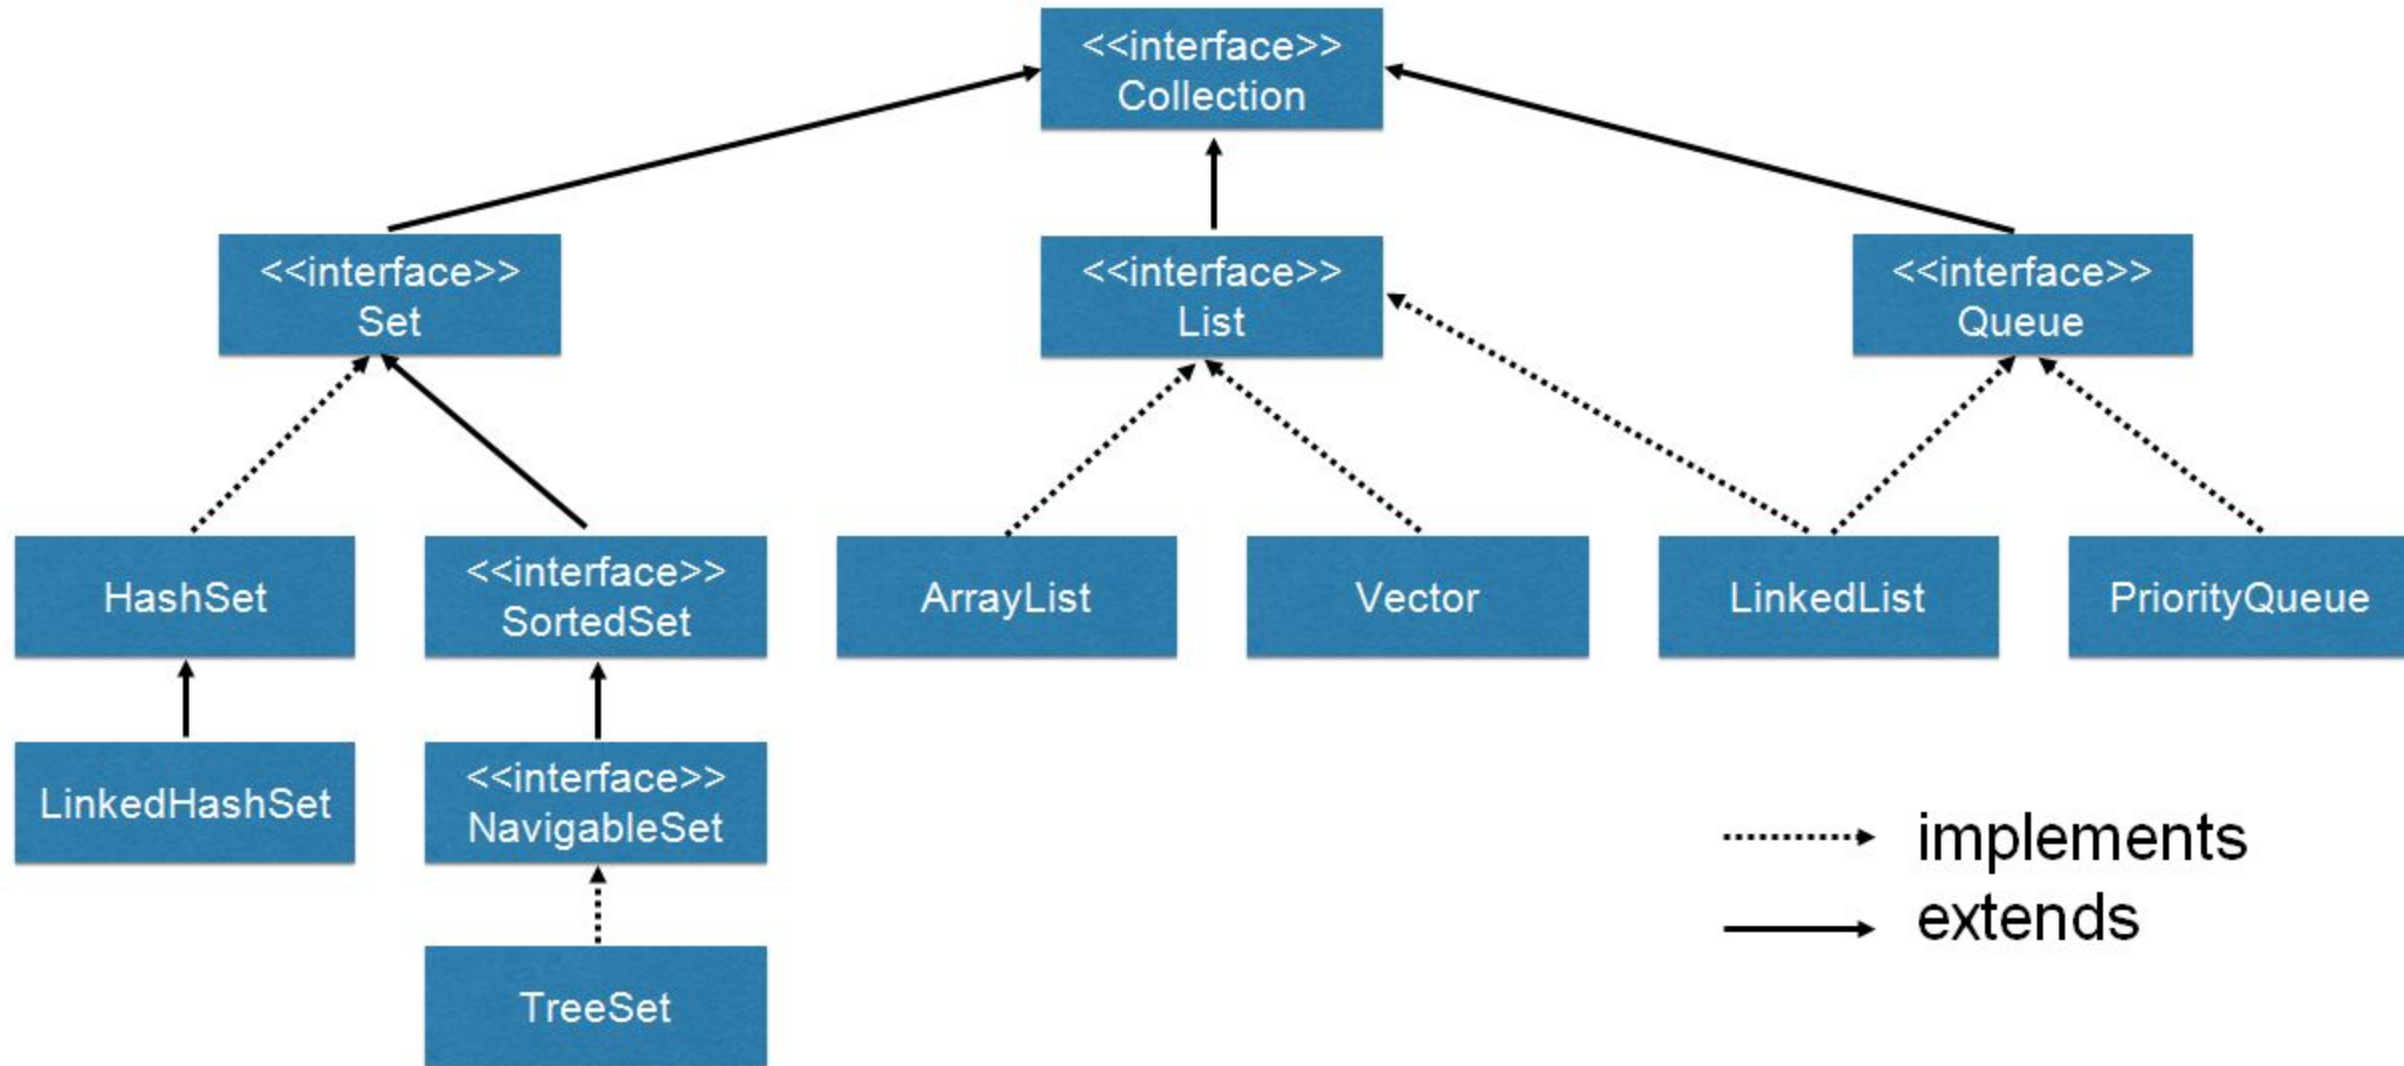 <<interface>>
Collection
<<interface>>
Set
<<interface>>
List
<<interface>>
Queue
HashSet
<<interface>>
SortedSet
ArrayList
Vector
LinkedList
PriorityQueue
LinkedHashSet
<<interface>>
NavigableSet
implements
extends
TreeSet